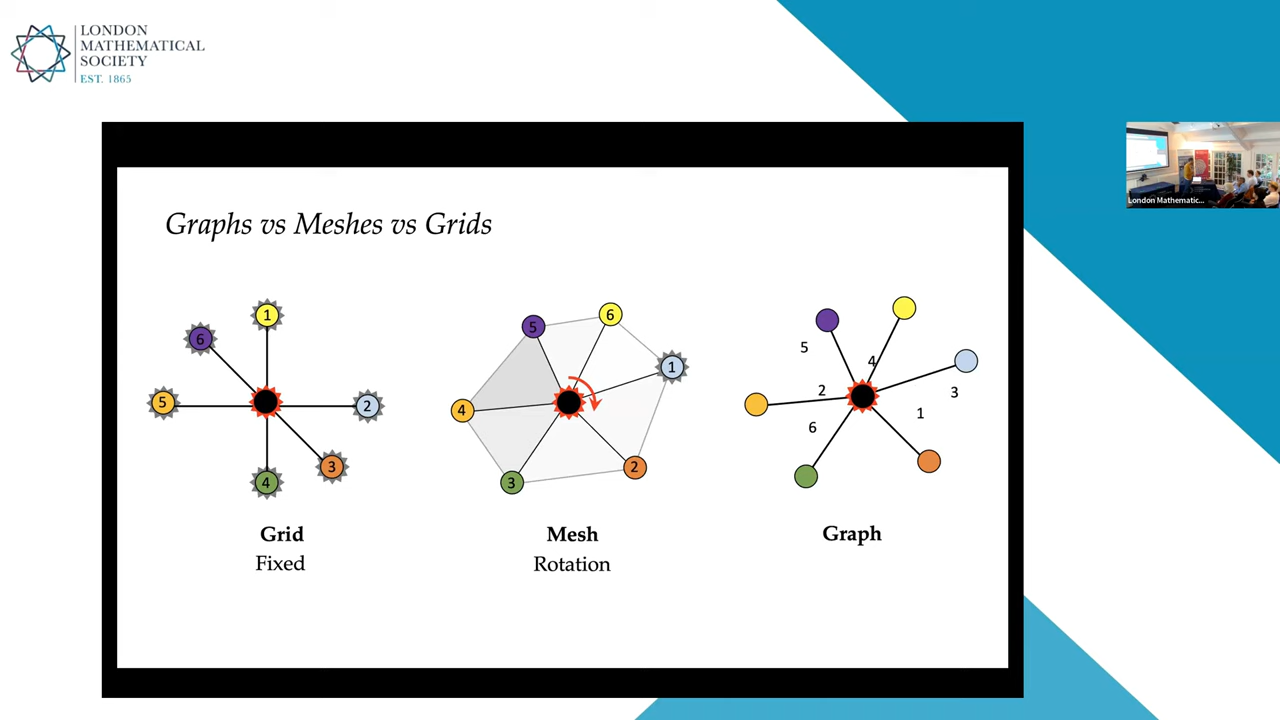 LONDON
MATHEMATICAL
SOCIETY
EST. 1865
London Mathematic...
Graphs vs Meshes vs Grids
1
6
5
2
3
4
Grid
Fixed
5
6
1
4
3
2
Mesh
Rotation
5
4
2
3
6
1
Graph